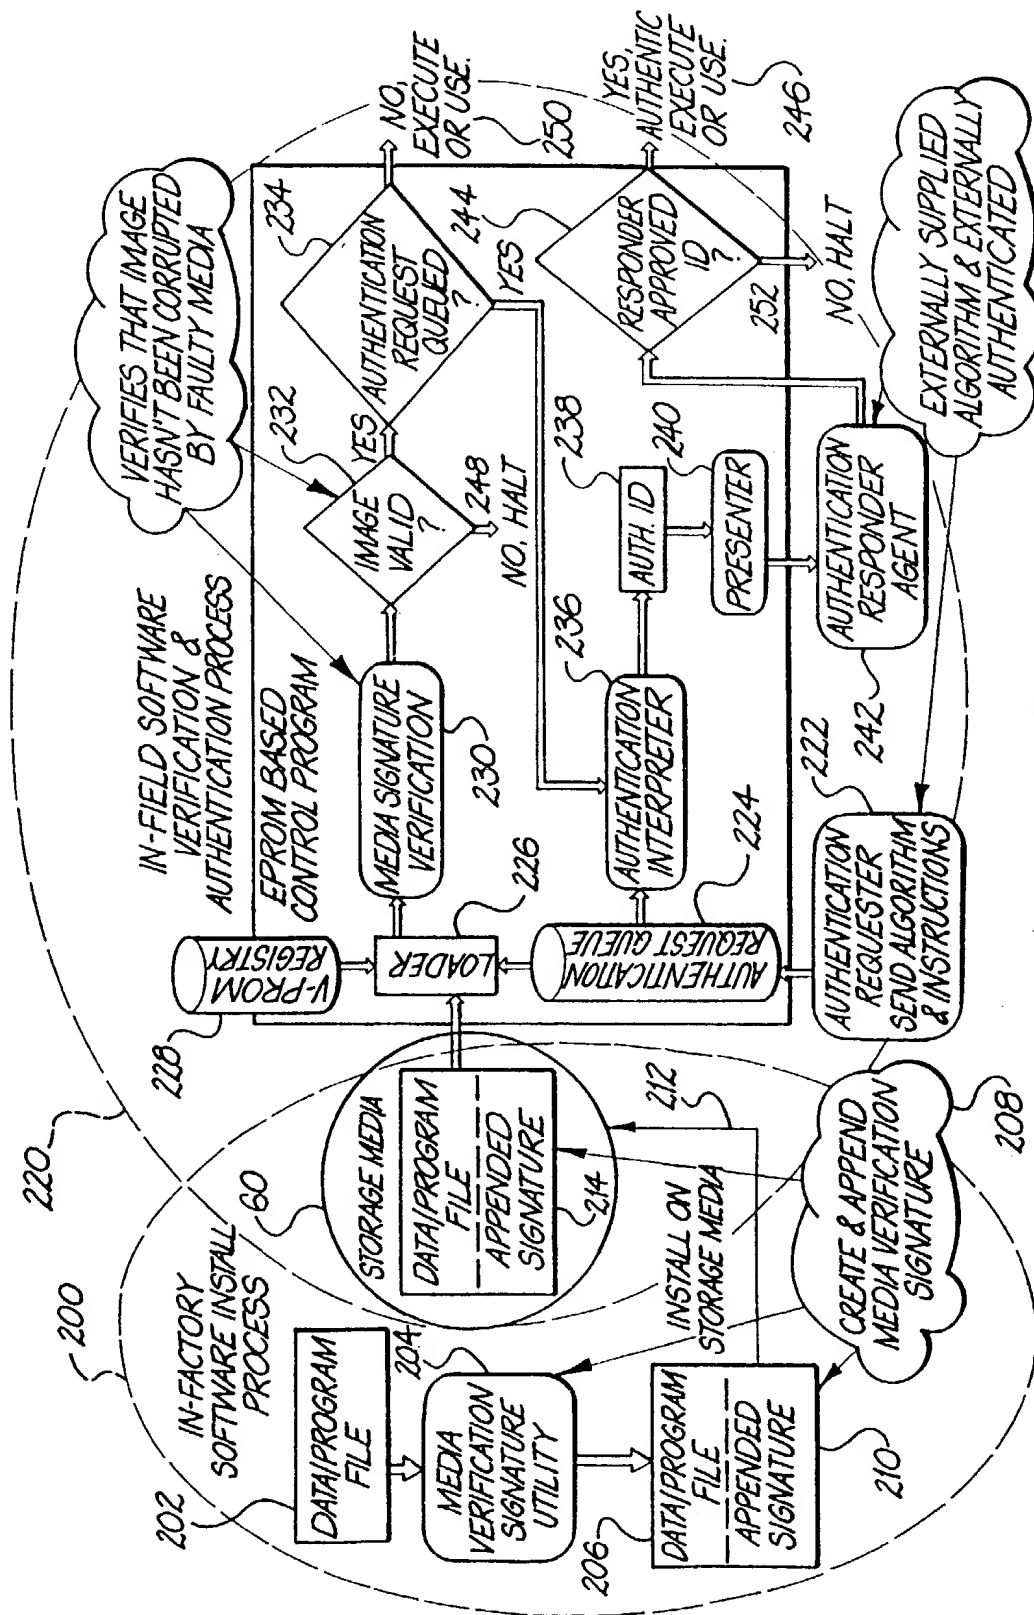 200
IN-FACTORY
SOFTWARE INSTALL
PROCESS
202
DATA/PROGRAM
FILE
204
MEDIA
VERIFICATION
SIGNATURE
UTILITY
206
DATA/PROGRAM
FILE
APPENDED
SIGNATURE
210
INSTALL ON
STORAGE MEDIA
212
CREATE & APPEND
MEDIA VERIFICATION
SIGNATURE
208
60
STORAGE MEDIA
DATA/PROGRAM
FILE
APPENDED
SIGNATURE
214
220
IN-FIELD SOFTWARE
VERIFICATION &
AUTHENTICATION PROCESS
228
V-PROM
REGISTRY
EPROM BASED
CONTROL PROGRAM
LOADER
226
AUTHENTICATION
REQUEST QUEUE
224
AUTHENTICATION
REQUESTER
SEND ALGORITHM
& INSTRUCTIONS
222
MEDIA SIGNATURE
VERIFICATION
230
VERIFIES THAT IMAGE
HASN'T BEEN CORRUPTED
BY FAULTY MEDIA
232
IMAGE
VALID
?
YES
248
NO, HALT
234
AUTHENTICATION
REQUEST
QUEUED
?
YES
NO,
EXECUTE
OR USE.
250
AUTHENTICATION
INTERPRETER
236
AUTH. ID
238
PRESENTER
240
AUTHENTICATION
RESPONDER
AGENT
242
244
RESPONDER
APPROVED
ID
?
YES,
AUTHENTIC
EXECUTE
OR USE.
246
252
NO, HALT
EXTERNALLY SUPPLIED
ALGORITHM & EXTERNALLY
AUTHENTICATED